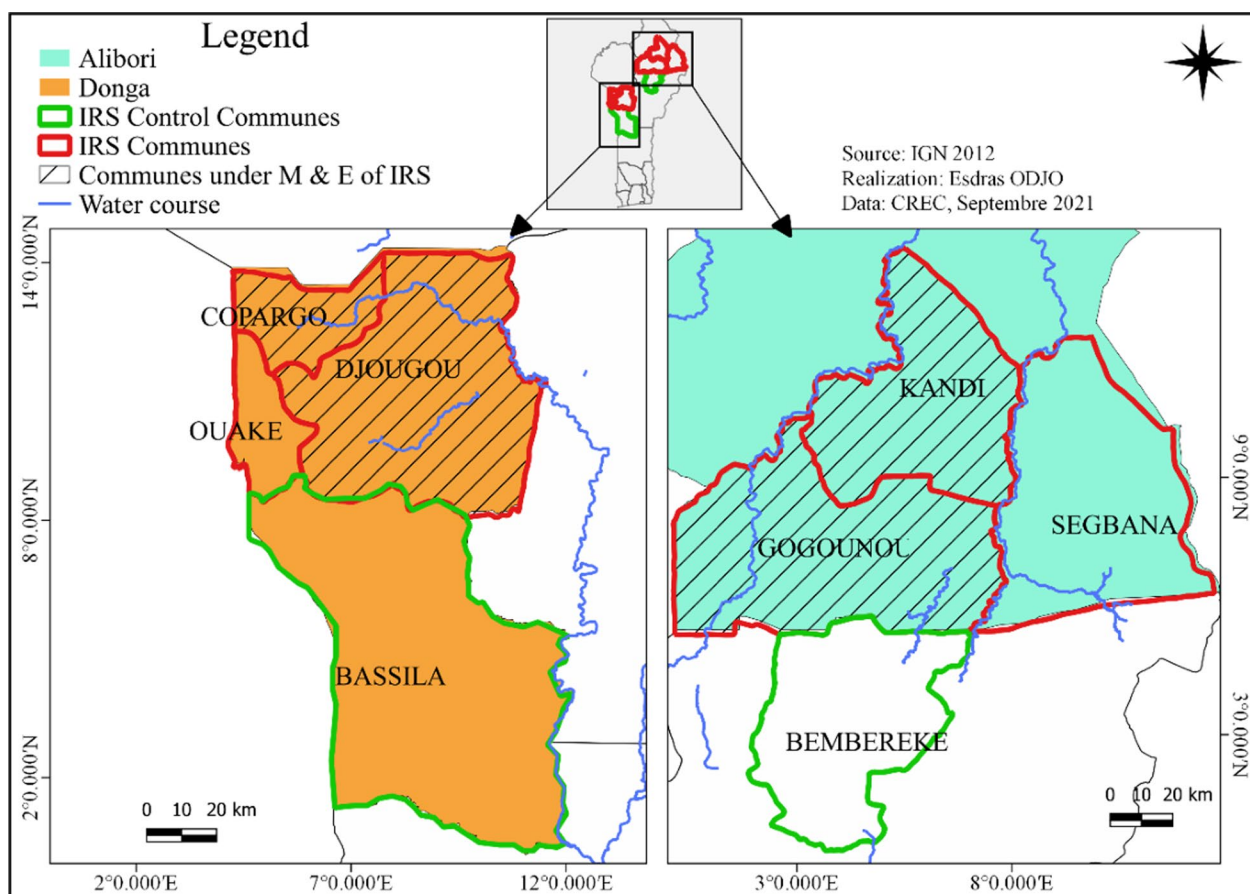 Legend
Alibori
Donga
IRS Control Communes
IRS Communes
Communes under M & E of IRS
Water course
Source: IGN 2012
Realization: Esdras ODJO
Data: CREC, Septembre 2021
14°0.000'N
8°0.000'N
2°0.000'N
COPARGO
DJOUGOU
OUAKE
BASSILA
0 10 20 km
2°0.000'E
7°0.000'E
12°0.000'E
KANDI
SEGBANA
GOGOUNOU
BEMBEREKE
0 10 20 km
9°0.000'N
3°0.000'N
3°0.000'E
8°0.000'E